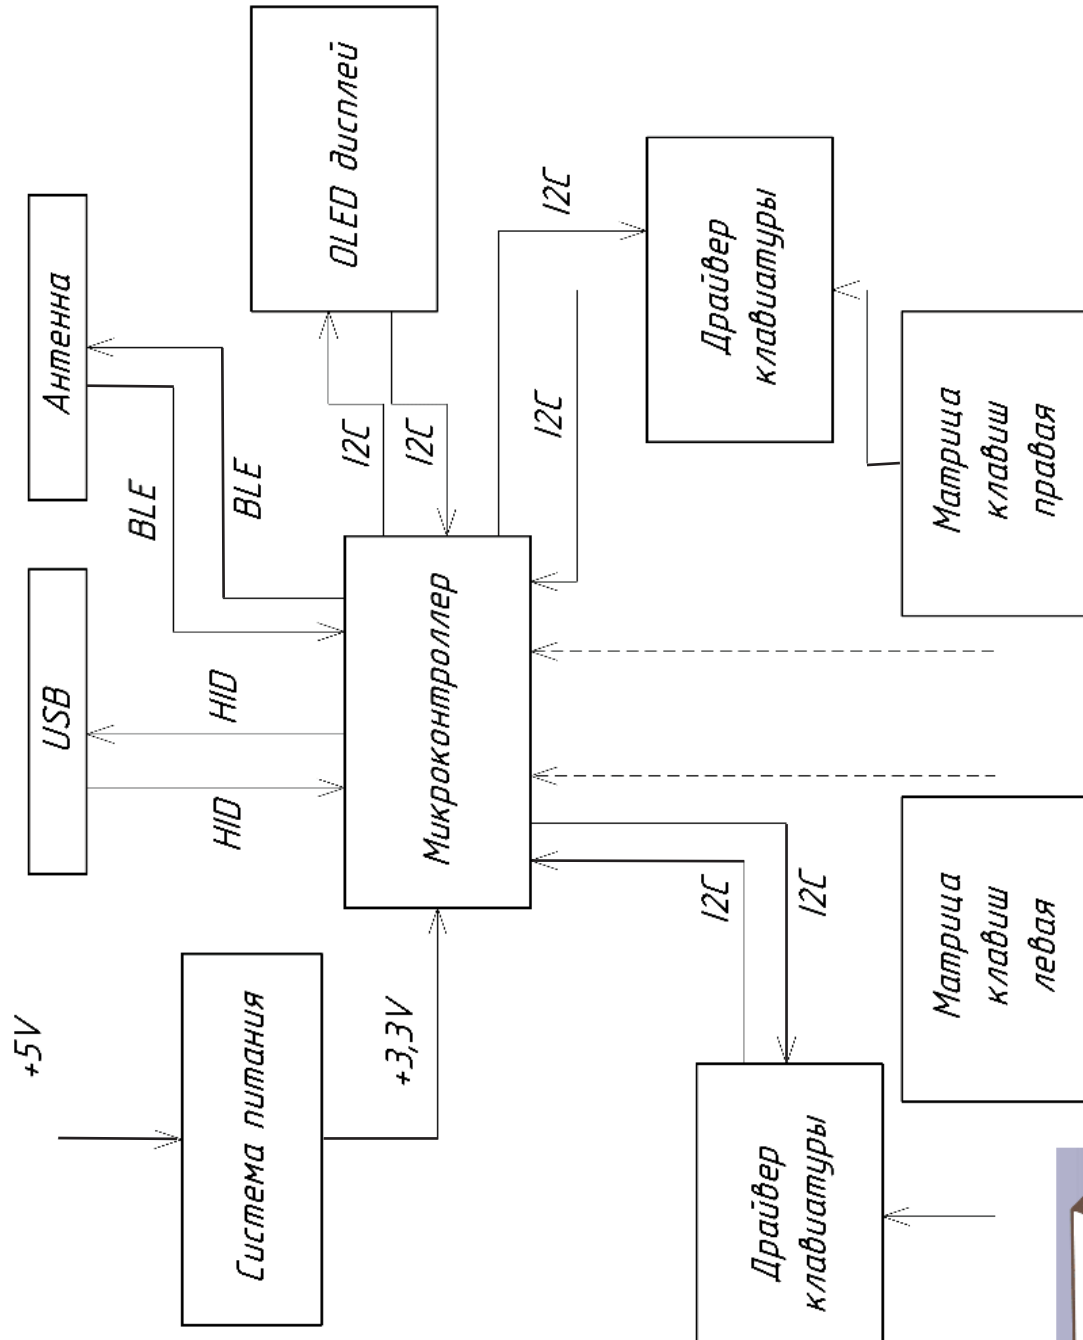 +5V
Система питания
+3,3V
USB
HID
HID
Антенна
BLE
BLE
OLED дисплей
I2C
I2C
Микроконтроллер
I2C
I2C
Драйвер
клавиатуры
Матрица
клавиш
правая
I2C
I2C
Драйвер
клавиатуры
Матрица
клавиш
левая